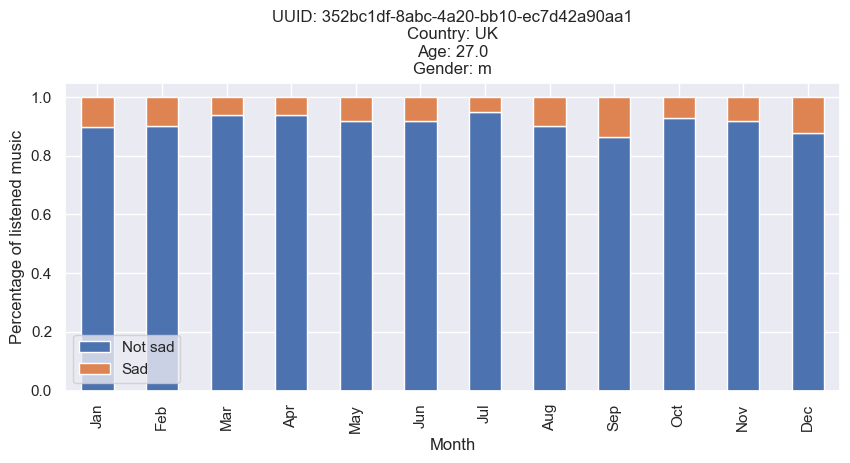 UUID: 352bc1df-8abc-4a20-bb10-ec7d42a90aa1
Country: UK
Age: 27.0
Gender: m
Percentage of listened music
1.0
0.8
0.6
0.4
0.2
0.0
Not sad
Sad
Jan
Feb
Mar
Apr
May
Jun
Jul
Aug
Sep
Oct
Nov
Dec
Month